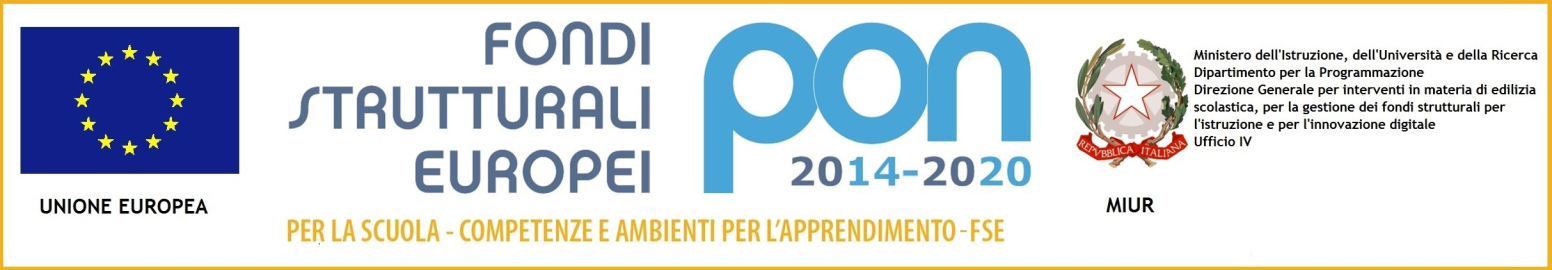 FONDI
STRUTTURALI
EUROPEI
pon
2014-2020
PER LA SCUOLA - COMPETENZE E AMBIENTI PER L'APPRENDIMENTO-FSE
UNIONE EUROPEA
REPVBBLICA ITALIANA
MIUR
Ministero dell'Istruzione, dell'Università e della Ricerca
Dipartimento per la Programmazione
Direzione Generale per interventi in materia di edilizia
scolastica, per la gestione dei fondi strutturali per
l'istruzione e per l'innovazione digitale
Ufficio IV